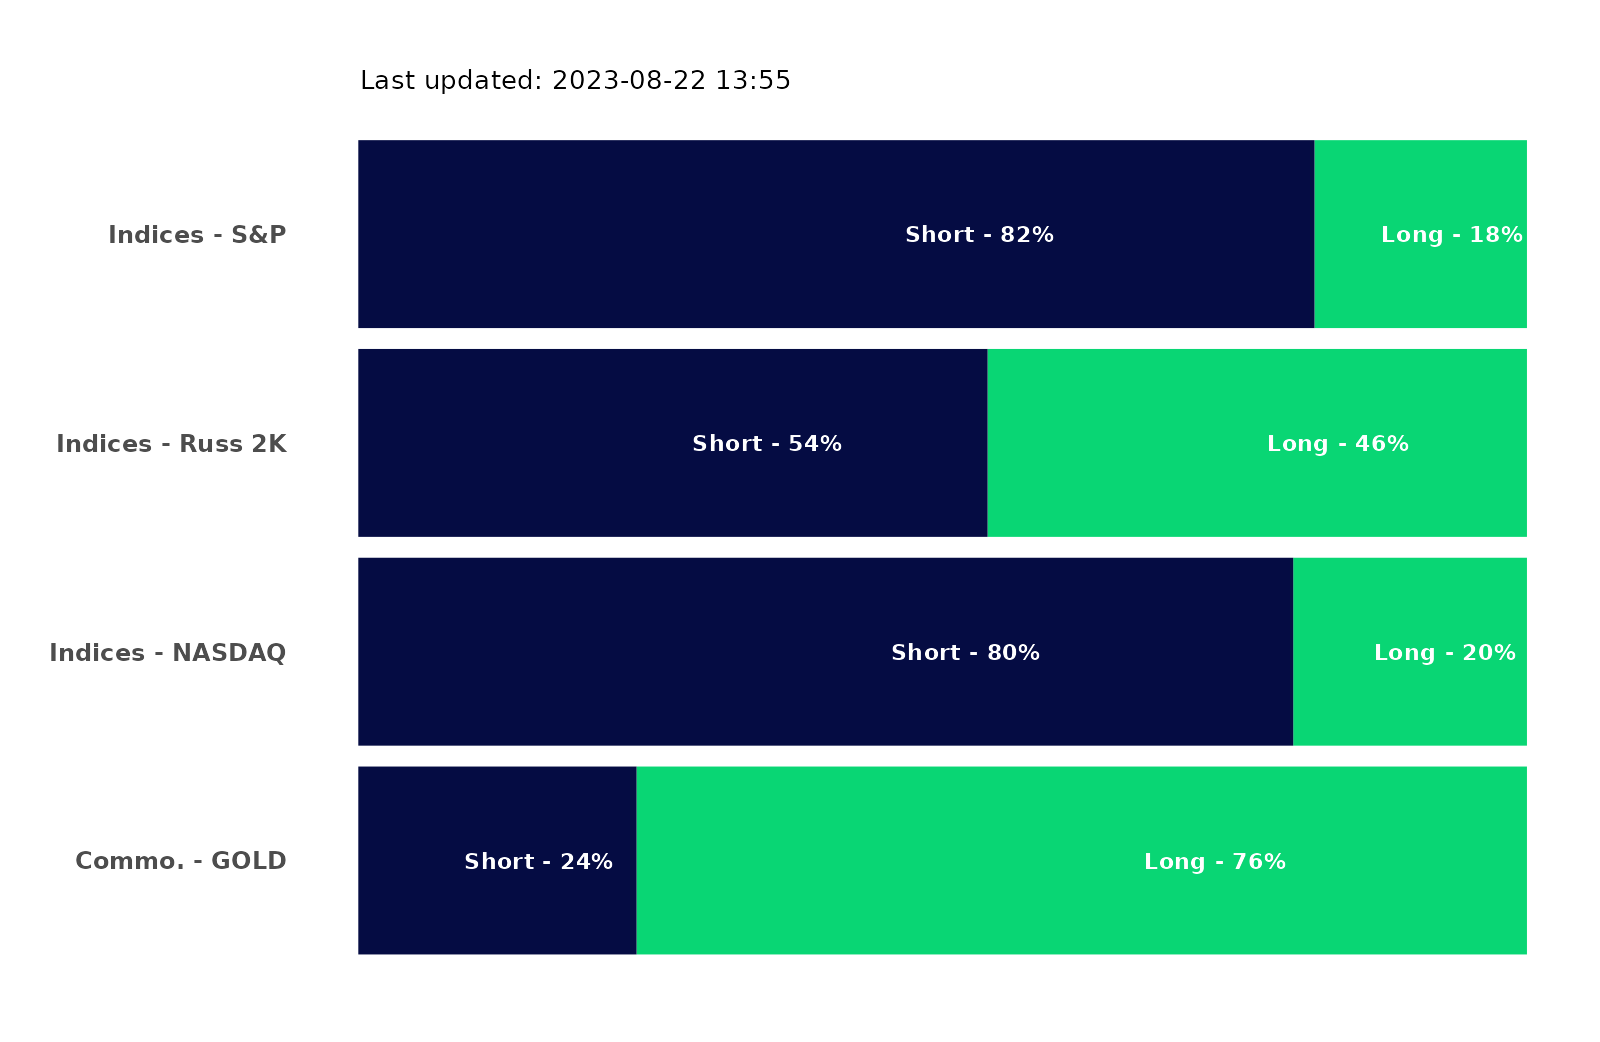 Last updated: 2023-08-22 13:55
Indices - S&P Short - 82% Long - 18%
Indices - Russ 2K Short - 54% Long - 46%
Indices - NASDAQ Short - 80% Long - 20%
Commo. - GOLD Short - 24% Long - 76%